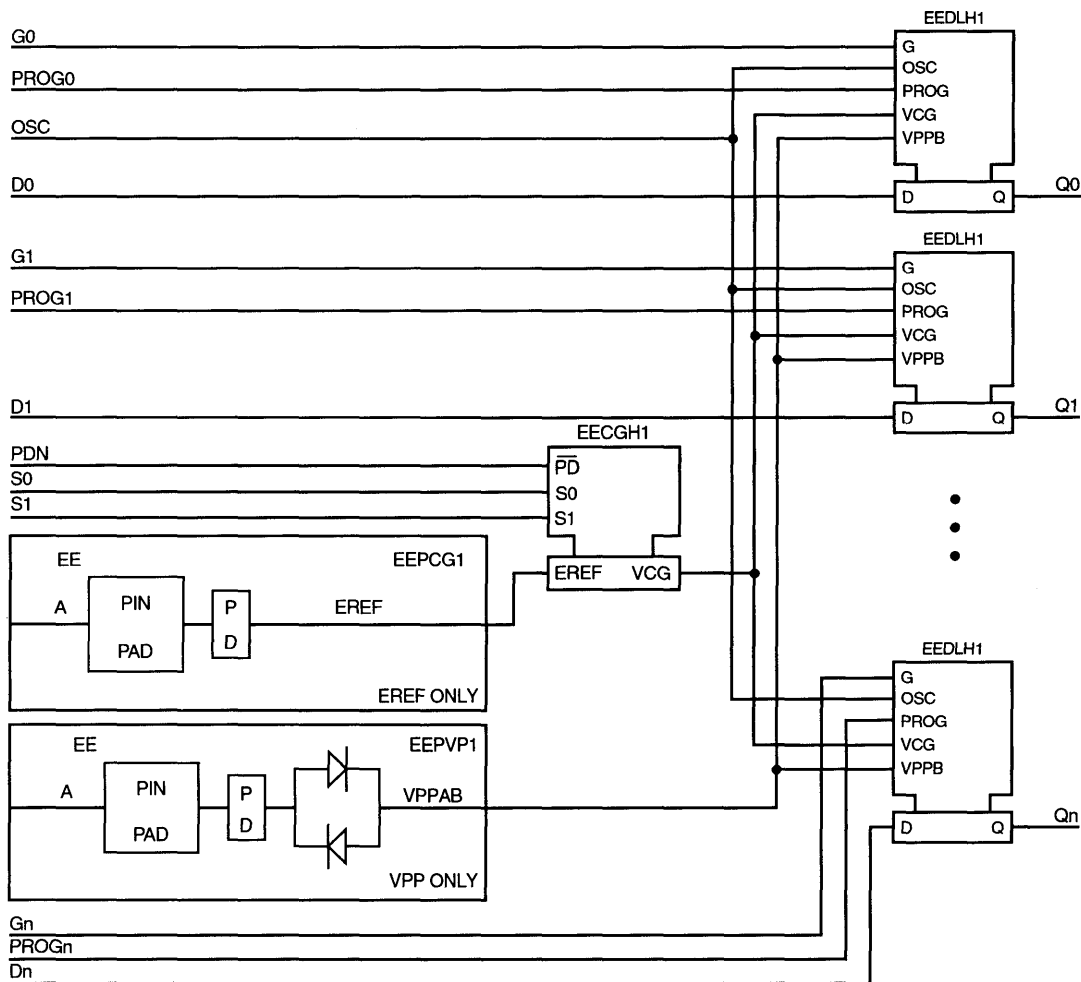 EEDLH1
G0
G
OSC
PROG0
PROG
OSC
VCG
VPPB
D0
D Q
Q0
EEDLH1
G1
G
OSC
PROG1
PROG
VCG
VPPB
D1
D Q
Q1
EECGH1
PDN
PD
S0
S0
S1
S1
EE
EEPCG1
EREF VCG
A
PIN
PAD
P
D
EREF
EREF ONLY
EEDLH1
G
OSC
PROG
VCG
VPPB
EE
EEPVP1
A
PIN
PAD
P
D
VPPAB
VPP ONLY
D Q
Qn
Gn
PROGn
Dn